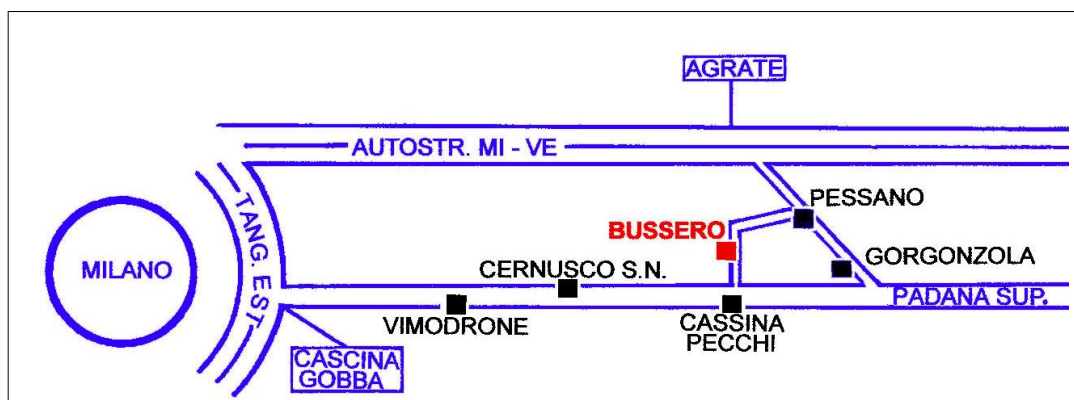 AGRATE
AUTOSTR. MI - VE
TANG. EST
MILANO
PESSANO
BUSSERO
GORGONZOLA
CERNUSCO S.N.
PADANA SUP.
VIMODRONE
CASSINA
PECCHI
CASCINA
GOBBA